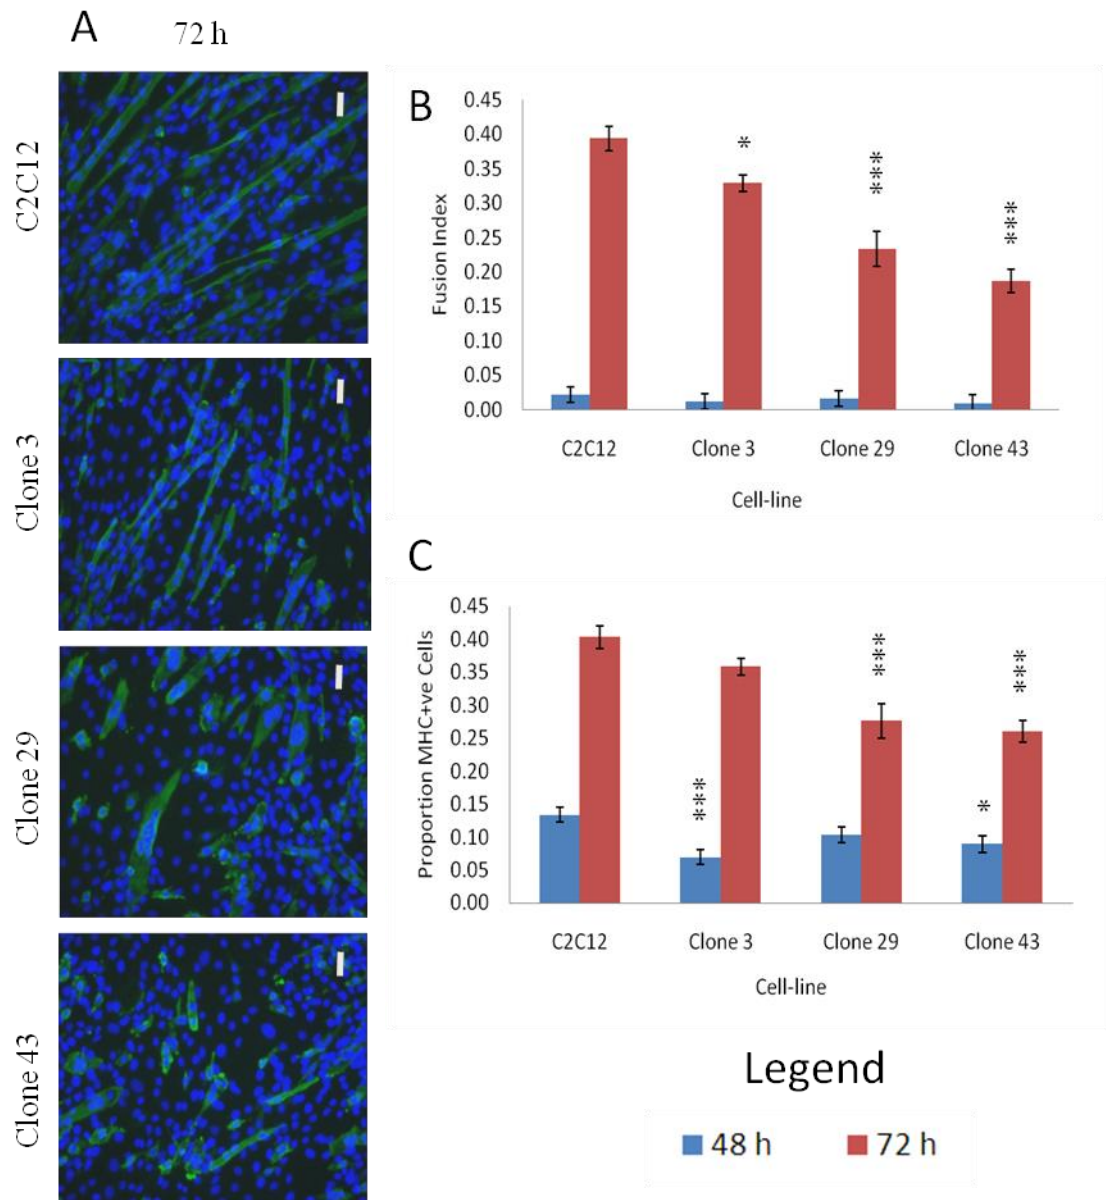 A
72 h
C2C12
Clone 3
Clone 29
Clone 43
B
Fusion Index
0.45
0.40
0.35
0.30
0.25
0.20
0.15
0.10
0.05
0.00
*
***
***
C2C12 Clone 3 Clone 29 Clone 43
Cell-line
C
Proportion MHC+ve Cells
0.45
0.40
0.35
0.30
0.25
0.20
0.15
0.10
0.05
0.00
***
***
*
***
C2C12 Clone 3 Clone 29 Clone 43
Cell-line
Legend
48 h 72 h